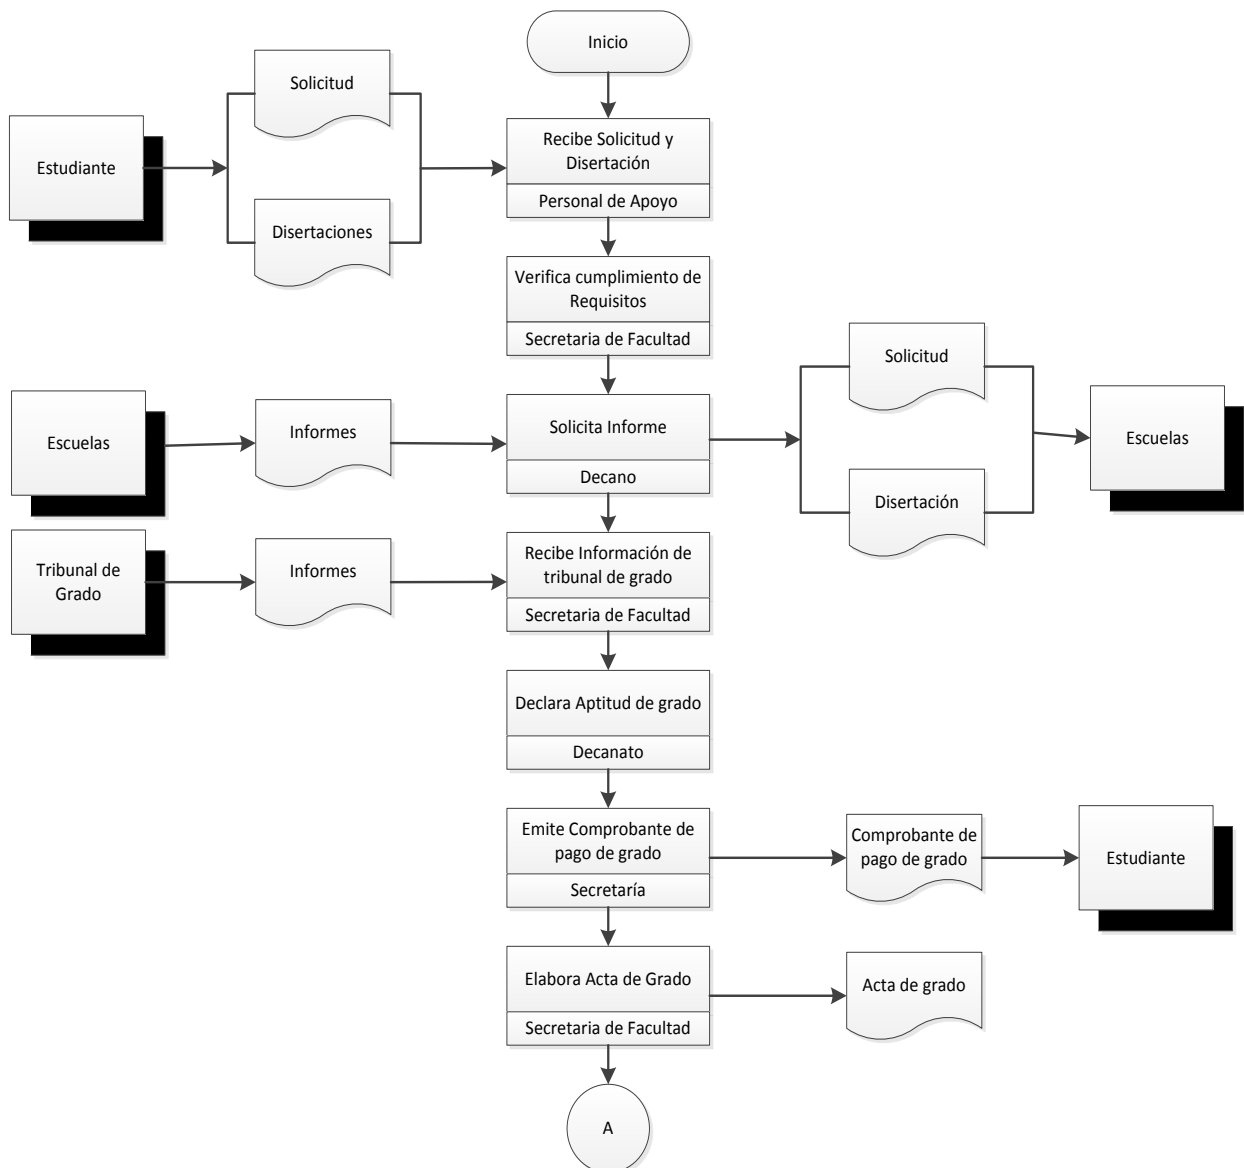 Inicio
Solicitud
Estudiante
Disertaciones
Recibe Solicitud y
Disertación
Personal de Apoyo
Verifica cumplimiento de
Requisitos
Secretaria de Facultad
Escuelas
Informes
Solicita Informe
Decano
Solicitud
Disertación
Escuelas
Tribunal de
Grado
Informes
Recibe Información de
tribunal de grado
Secretaria de Facultad
Declara Aptitud de grado
Decanato
Emite Comprobante de
pago de grado
Secretaría
Comprobante de
pago de grado
Estudiante
Elabora Acta de Grado
Secretaria de Facultad
Acta de grado
A